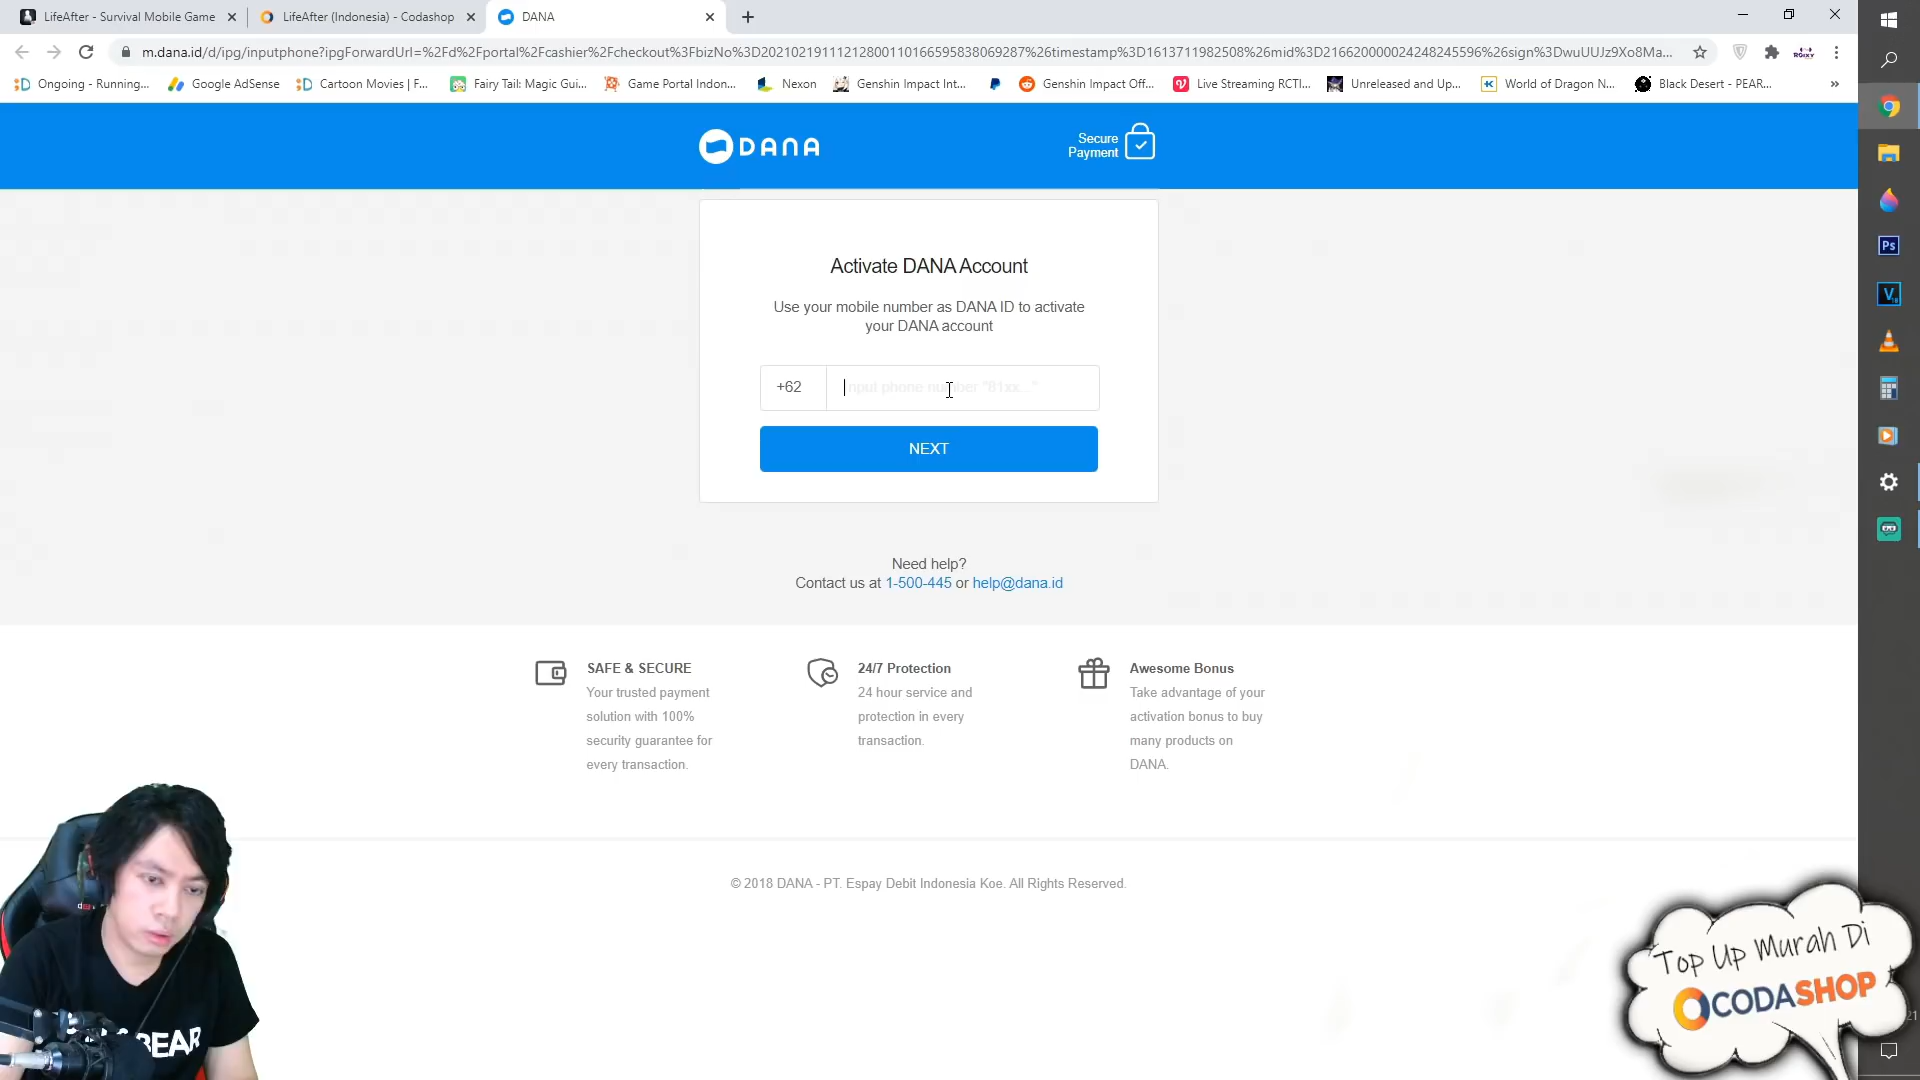 LifeAfter - Survival Mobile Game
LifeAfter (Indonesia) - Codashop
DANA
m.dana.id/d/ipg/inputphone?ipgForwardUrl=%2Fd%2Fportal%2Fcashier%2Fcheckout%3FbizNo%3D20210219111212800110166595838069287%26timestamp%3D1613711982508%26mid%3D216620000024248245596%26sign%3DwuUUJz9Xo8Ma...
Ongoing - Running...
Google AdSense
Cartoon Movies | F...
Fairy Tail: Magic Gui...
Game Portal Indon...
Nexon
Genshin Impact Int...
Genshin Impact Off...
Live Streaming RCTI...
Unreleased and Up...
World of Dragon N...
Black Desert - PEAR...
DANA
Secure
Payment
Activate DANA Account
Use your mobile number as DANA ID to activate
your DANA account
+62
Input phone number "81xx..."
NEXT
Need help?
Contact us at 1-500-445 or help@dana.id
SAFE & SECURE
Your trusted payment
solution with 100%
security guarantee for
every transaction.
24/7 Protection
24 hour service and
protection in every
transaction.
Awesome Bonus
Take advantage of your
activation bonus to buy
many products on
DANA.
© 2018 DANA - PT. Espay Debit Indonesia Koe. All Rights Reserved.
Ps
Top Up Murah Di
CODASHOP
BEAR